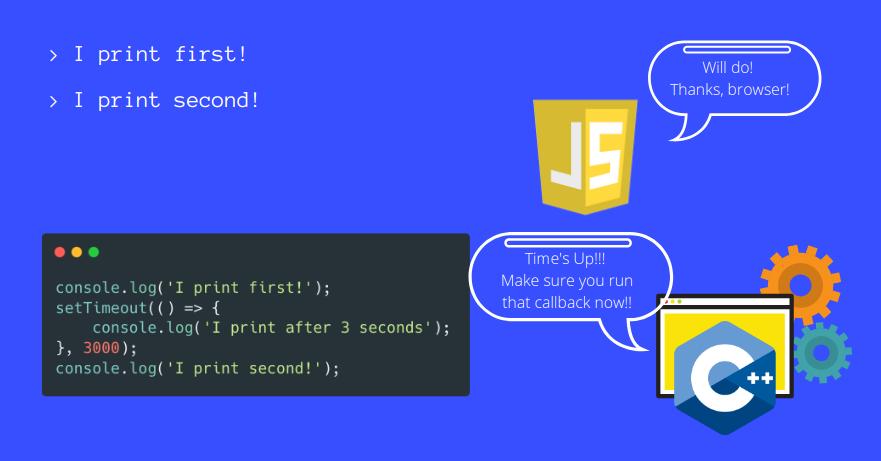 > I print first!
> I print second!
Will do!
Thanks, browser!
JS
console.log('I print first!');
setTimeout(() => {
    console.log('I print after 3 seconds');
}, 3000);
console.log('I print second!');
Time's Up!!!
Make sure you run
that callback now!!
C++